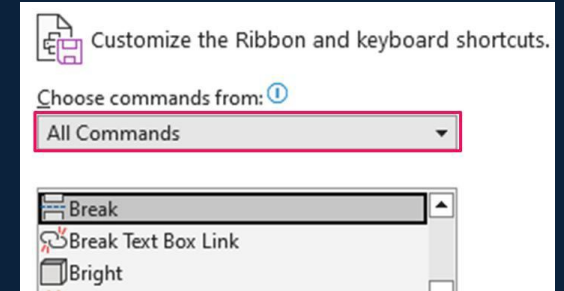 Customize the Ribbon and keyboard shortcuts.
Choose commands from:
All Commands
Break
Break Text Box Link
Bright